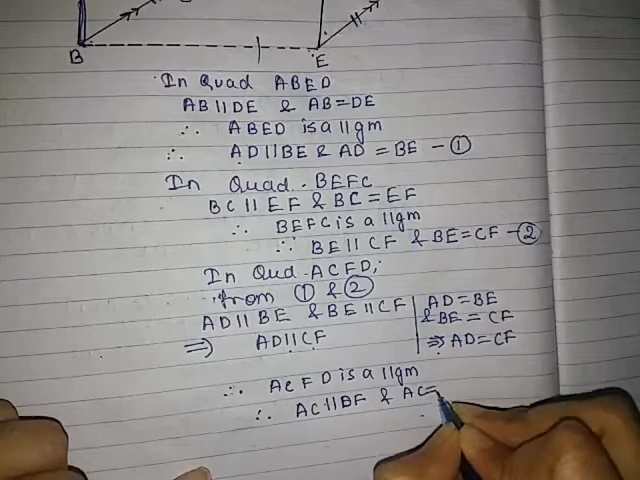 B
E
In Quad ABED
AB||DE & AB=DE
∴ ABED is a ||gm
∴ AD||BE & AD=BE - ①
In Quad. BEFC
BC||EF & BC=EF
∴ BEFC is a ||gm
∴ BE||CF & BE=CF - ②
In Qud. ACFD,
from ① & ②
AD||BE & BE||CF
⇒ AD||CF
AD=BE
& BE=CF
⇒ AD=CF
∴ ACFD is a ||gm
∴ AC||DF & AC=